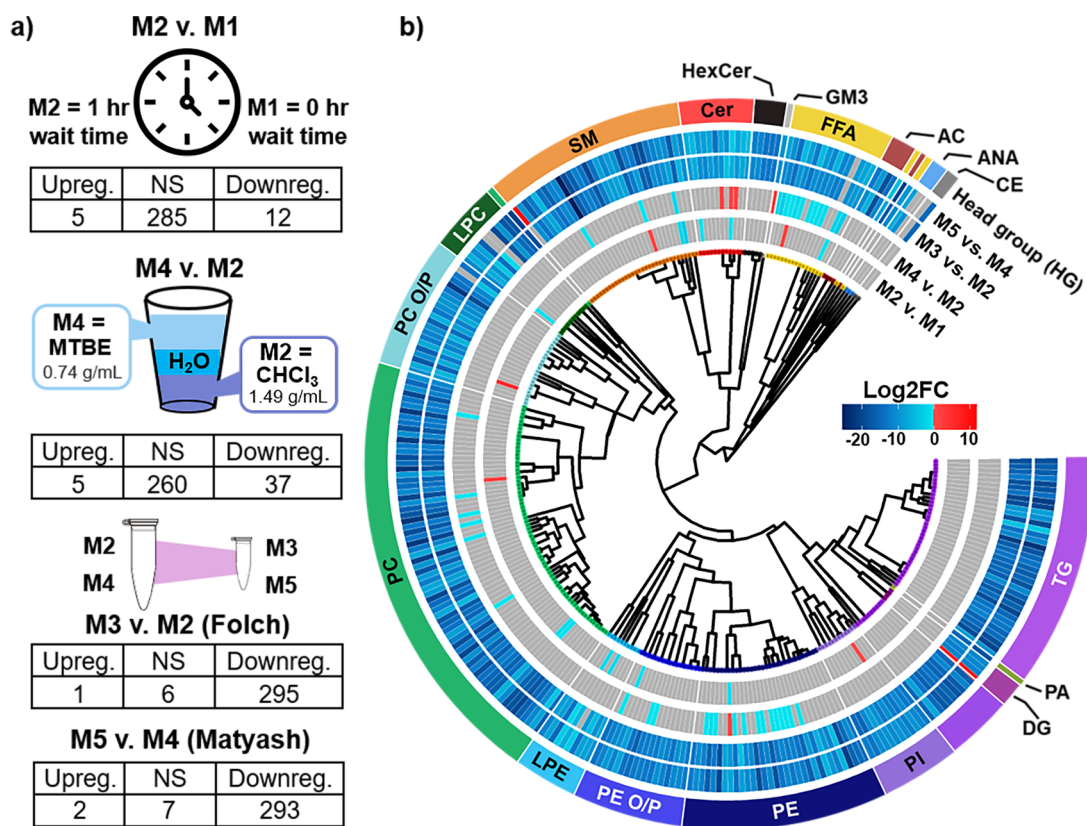 a)
M2 v. M1
M2 = 1 hr
wait time
M1 = 0 hr
wait time
Upreg. NS Downreg.
5 285 12
M4 v. M2
M4 =
MTBE
0.74 g/mL
H₂O
M2 =
CHCl₃
1.49 g/mL
Upreg. NS Downreg.
5 260 37
M2 M3
M4 M5
M3 v. M2 (Folch)
Upreg. NS Downreg.
1 6 295
M5 v. M4 (Matyash)
Upreg. NS Downreg.
2 7 293
b)
HexCer
GM3
Cer
FFA
AC
ANA
CE
Head group (HG)
M5 vs. M4
M3 vs. M2
M4 v. M2
M2 v. M1
SM
LPC
PC O/P
PC
LPE
PE O/P
PE
PI
DG
PA
TG
Log2FC
-20 -10 0 10